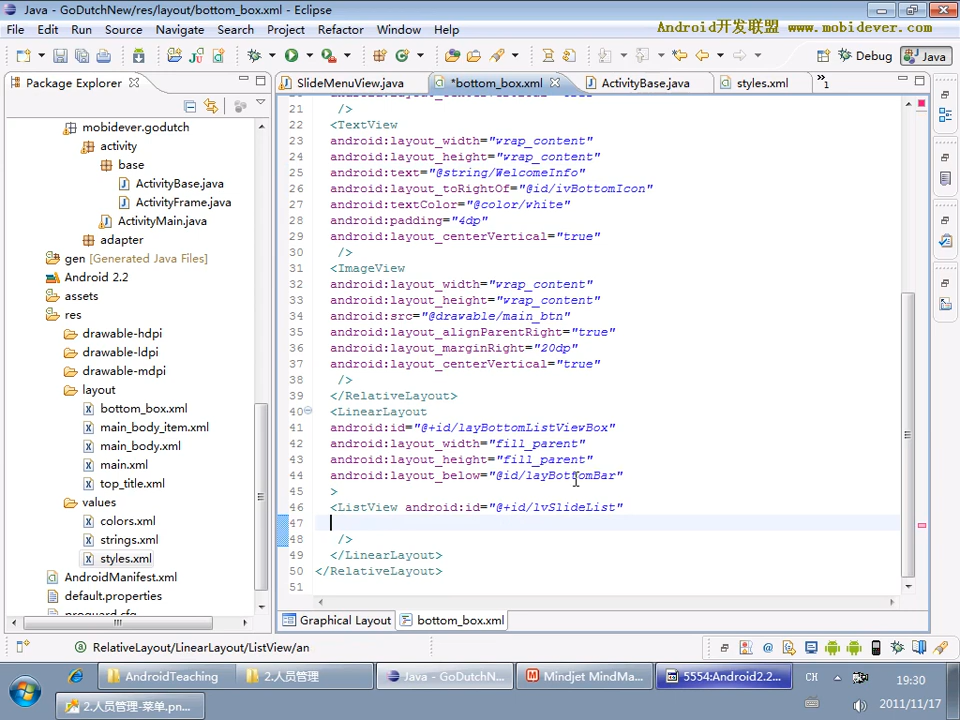 Java - GoDutchNew/res/layout/bottom_box.xml - Eclipse
File Edit Run Source Navigate Search Project Refactor Window Help
Android开发联盟 www.mobidever.com
Debug Java
Package Explorer
SlideMenuView.java *bottom_box.xml ActivityBase.java styles.xml »1
mobidever.godutch
activity
base
ActivityBase.java
ActivityFrame.java
ActivityMain.java
adapter
gen [Generated Java Files]
Android 2.2
assets
res
drawable-hdpi
drawable-ldpi
drawable-mdpi
layout
bottom_box.xml
main_body_item.xml
main_body.xml
main.xml
top_title.xml
values
colors.xml
strings.xml
styles.xml
AndroidManifest.xml
default.properties
proguard.cfg
21 />
22 <TextView
23 android:layout_width="wrap_content"
24 android:layout_height="wrap_content"
25 android:text="@string/WelcomeInfo"
26 android:layout_toRightOf="@id/ivBottomIcon"
27 android:textColor="@color/white"
28 android:padding="4dp"
29 android:layout_centerVertical="true"
30 />
31 <ImageView
32 android:layout_width="wrap_content"
33 android:layout_height="wrap_content"
34 android:src="@drawable/main_btn"
35 android:layout_alignParentRight="true"
36 android:layout_marginRight="20dp"
37 android:layout_centerVertical="true"
38 />
39 </RelativeLayout>
40 <LinearLayout
41 android:id="@+id/layBottomListViewBox"
42 android:layout_width="fill_parent"
43 android:layout_height="fill_parent"
44 android:layout_below="@id/layBottomBar"
45 >
46 <ListView android:id="@+id/lvSlideList"
47
48 />
49 </LinearLayout>
50 </RelativeLayout>
51
Graphical Layout bottom_box.xml
RelativeLayout/LinearLayout/ListView/an
AndroidTeaching 2.人员管理 Java - GoDutchN... Mindjet MindMa... 5554:Android2.2... CH 19:30
2.人员管理-菜单.pn... 2011/11/17